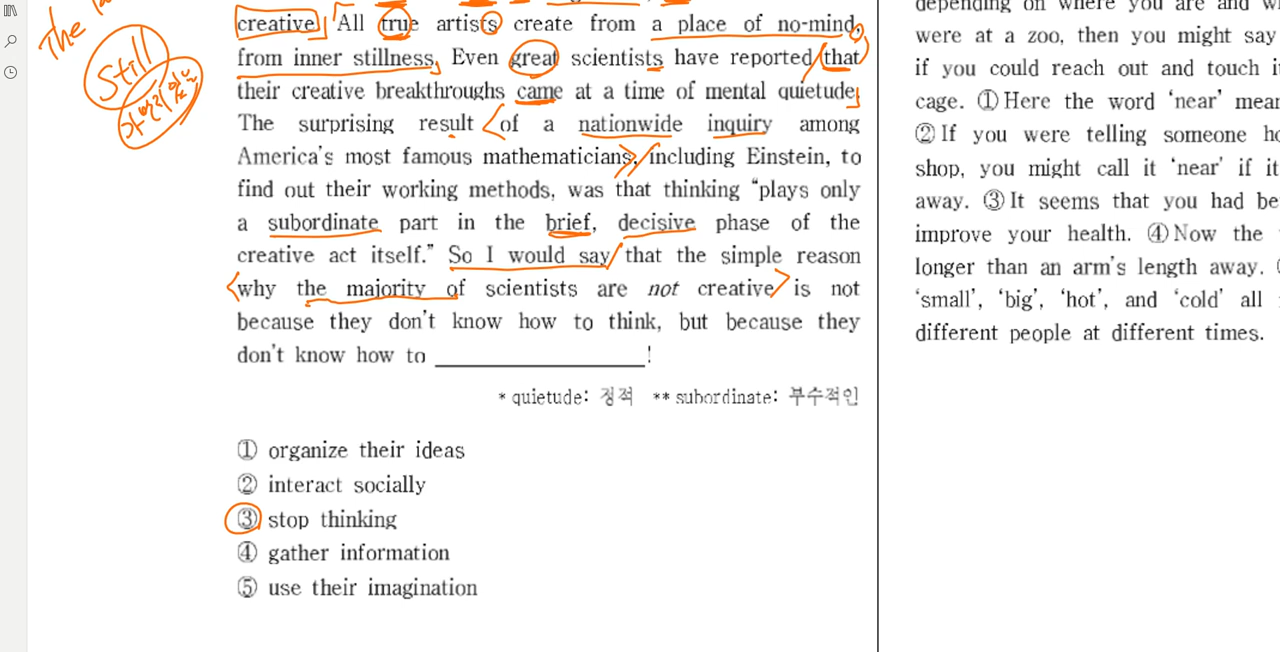 The
Still
creative. All true artists create from a place of no-mind,
from inner stillness. Even great scientists have reported that
their creative breakthroughs came at a time of mental quietude.
The surprising result of a nationwide inquiry among
America's most famous mathematicians, including Einstein, to
find out their working methods, was that thinking “plays only
a subordinate part in the brief, decisive phase of the
creative act itself.” So I would say that the simple reason
why the majority of scientists are not creative is not
because they don't know how to think, but because they
don't know how to ____________________!
* quietude: 정적 ** subordinate: 부수적인
① organize their ideas
② interact socially
③ stop thinking
④ gather information
⑤ use their imagination
depending on where you are and
were at a zoo, then you might say
if you could reach out and touch
cage. ① Here the word ‘near’
② If you were telling someone
shop, you might call it ‘near’ if it
away. ③ It seems that you had
improve your health. ④ Now the
longer than an arm's length away.
‘small’, ‘big’, ‘hot’, and ‘cold’ all
different people at different times.